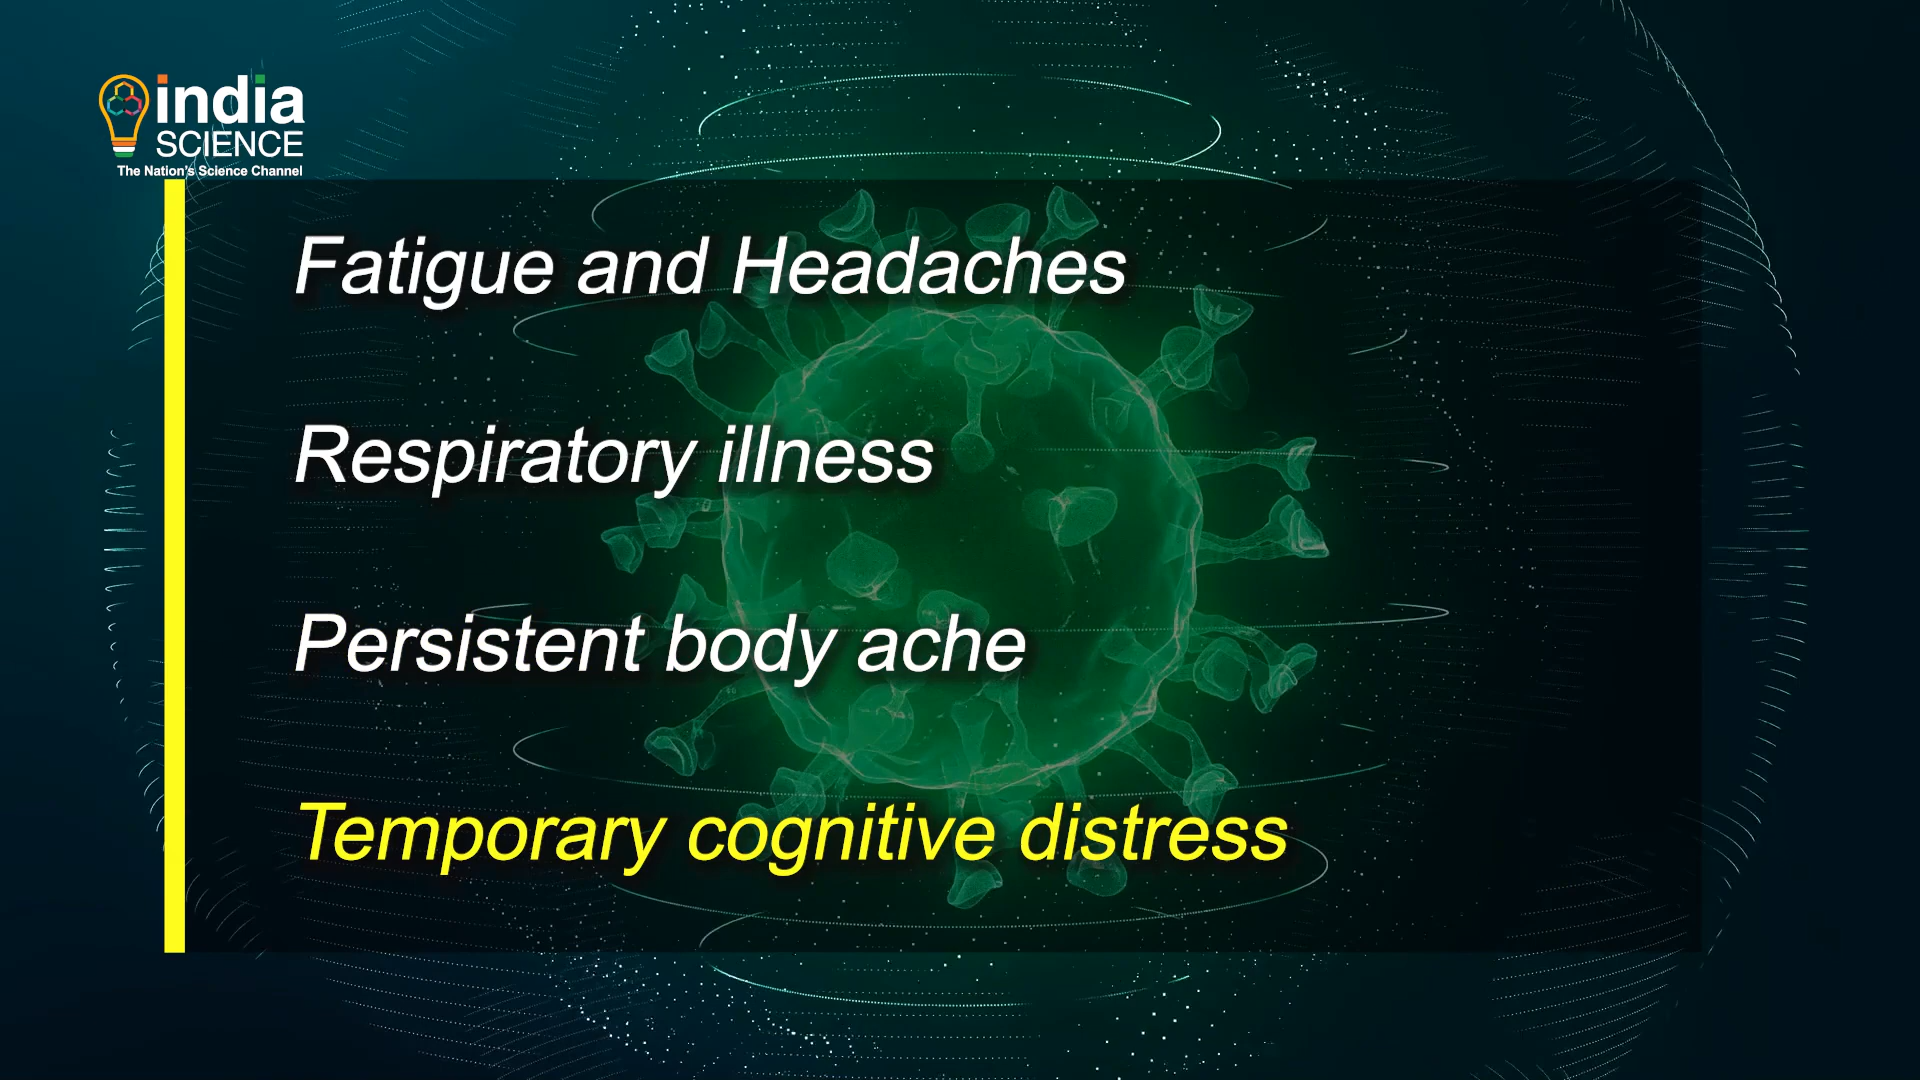 india
SCIENCE
The Nation's Science Channel
Fatigue and Headaches
Respiratory illness
Persistent body ache
Temporary cognitive distress